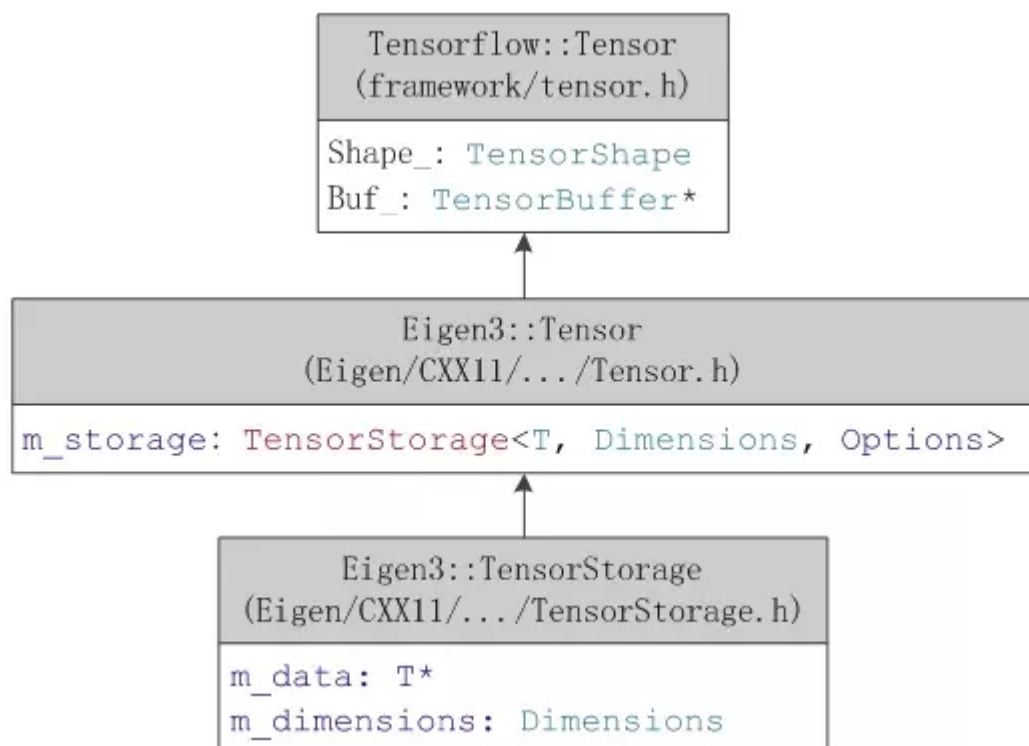 Tensorflow::Tensor
(framework/tensor.h)
Shape_: TensorShape
Buf_: TensorBuffer*
Eigen3::Tensor
(Eigen/CXX11/.../Tensor.h)
m_storage: TensorStorage<T, Dimensions, Options>
Eigen3::TensorStorage
(Eigen/CXX11/.../TensorStorage.h)
m_data: T*
m_dimensions: Dimensions